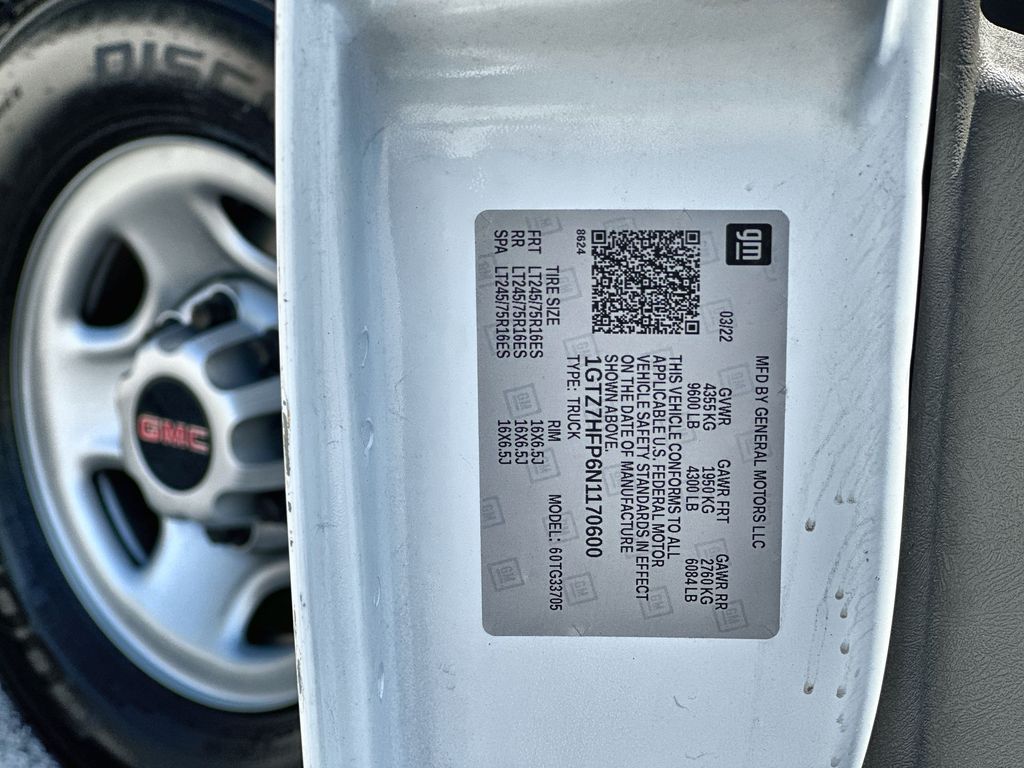 DISC
GMC
gm
MFD BY GENERAL MOTORS LLC
03/22
GVWR GAWR FRT GAWR RR
4355 KG 1950 KG 2760 KG
9600 LB 4300 LB 6084 LB
THIS VEHICLE CONFORMS TO ALL
APPLICABLE U.S. FEDERAL MOTOR
VEHICLE SAFETY STANDARDS IN EFFECT
ON THE DATE OF MANUFACTURE
SHOWN ABOVE.
1GTZ7HFP6N1170600
8624
TYPE: TRUCK
TIRE SIZE RIM MODEL: 60TG33705
FRT LT245/75R16ES 16X6.5J
RR LT245/75R16ES 16X6.5J
SPA LT245/75R16ES 16X6.5J